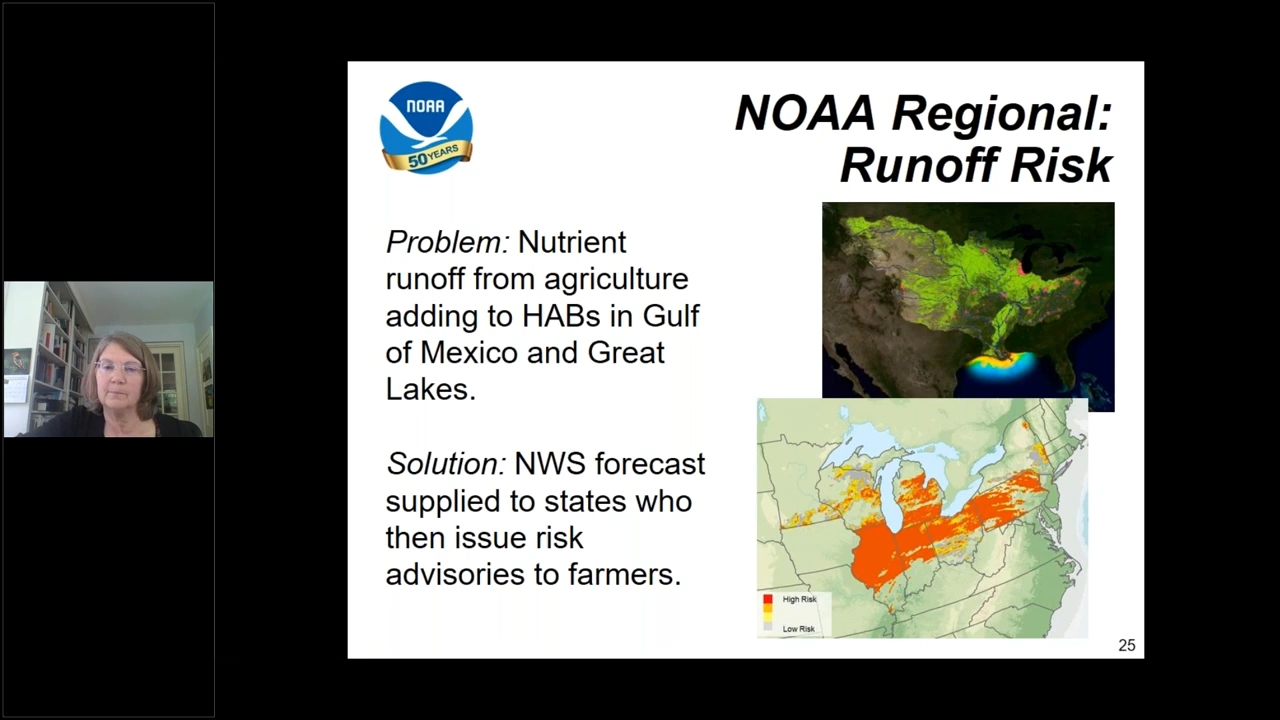 NOAA
50 YEARS
NOAA Regional:
Runoff Risk
Problem: Nutrient
runoff from agriculture
adding to HABs in Gulf
of Mexico and Great
Lakes.
Solution: NWS forecast
supplied to states who
then issue risk
advisories to farmers.
High Risk
Low Risk
25